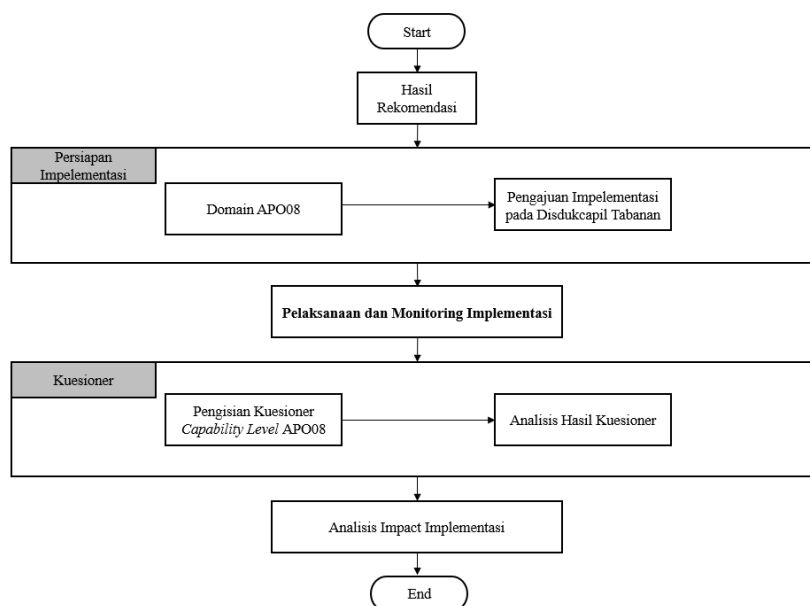 Start
Hasil
Rekomendasi
Persiapan
Impelementasi
Domain APO08
Pengajuan Impelementasi
pada Disdukcapil Tabanan
Pelaksanaan dan Monitoring Implementasi
Kuesioner
Pengisian Kuesioner
Capability Level APO08
Analisis Hasil Kuesioner
Analisis Impact Implementasi
End